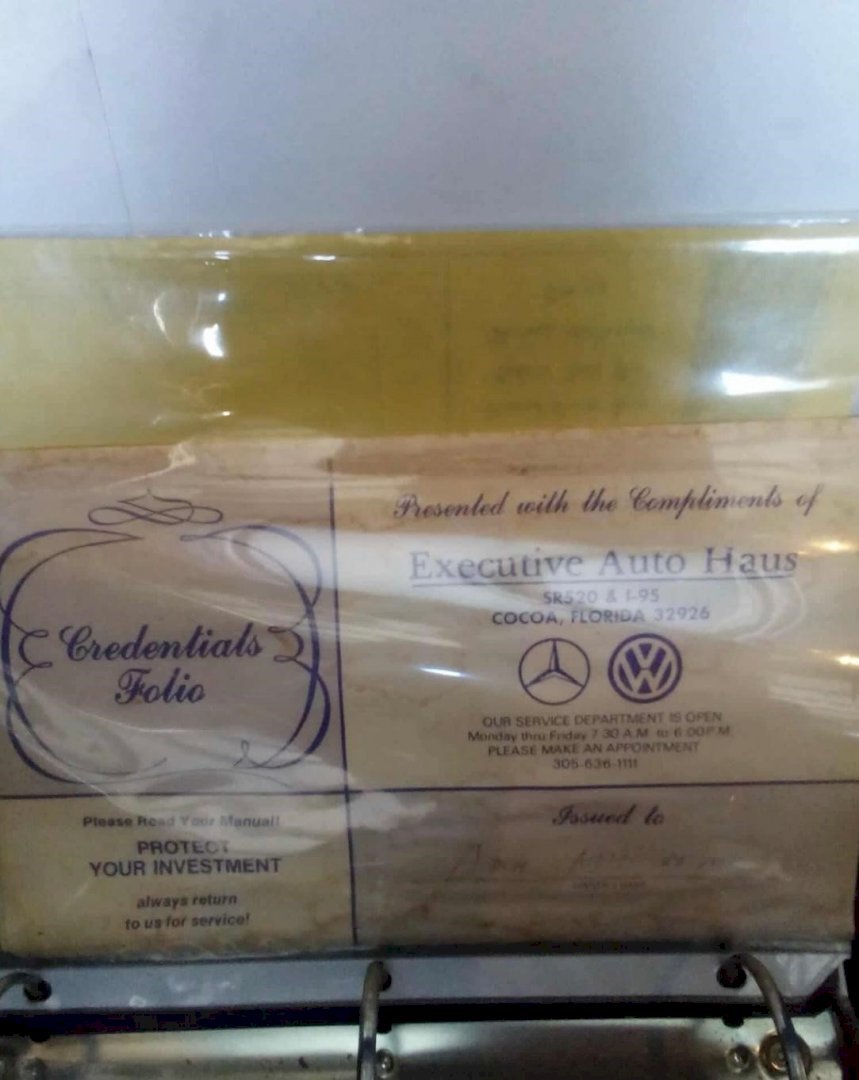 Presented with the Compliments of
Executive Auto Haus
SR520 & I-95
COCOA, FLORIDA 32926
Credentials
Folio
OUR SERVICE DEPARTMENT IS OPEN
Monday thru Friday 7:30 A.M. to 6:00 P.M.
PLEASE MAKE AN APPOINTMENT
305-636-1111
Please Read Your Manual!
PROTECT
YOUR INVESTMENT
always return
to us for service!
Issued to